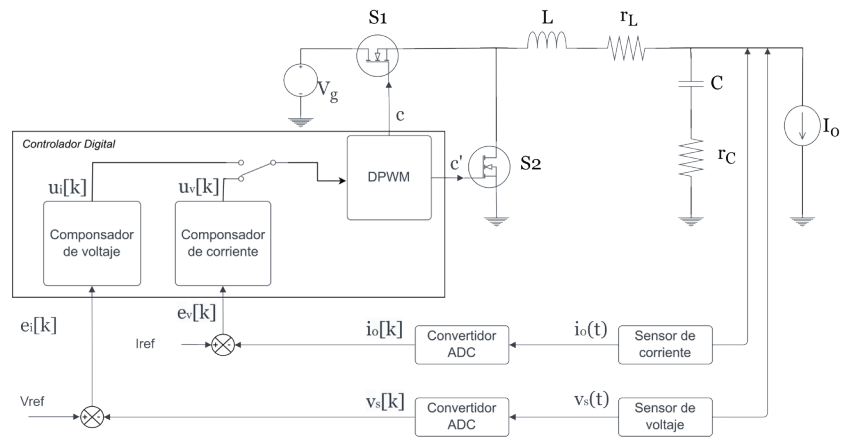 S1
L
rL
Vg
c
C
Io
rC
Controlador Digital
ui[k]
uv[k]
DPWM
c'
S2
Componsador
de voltaje
Componsador
de corriente
ei[k]
ev[k]
Iref
+
-
io[k]
Convertidor
ADC
io(t)
Sensor de
corriente
Vref
+
-
vs[k]
Convertidor
ADC
vs(t)
Sensor de
voltaje